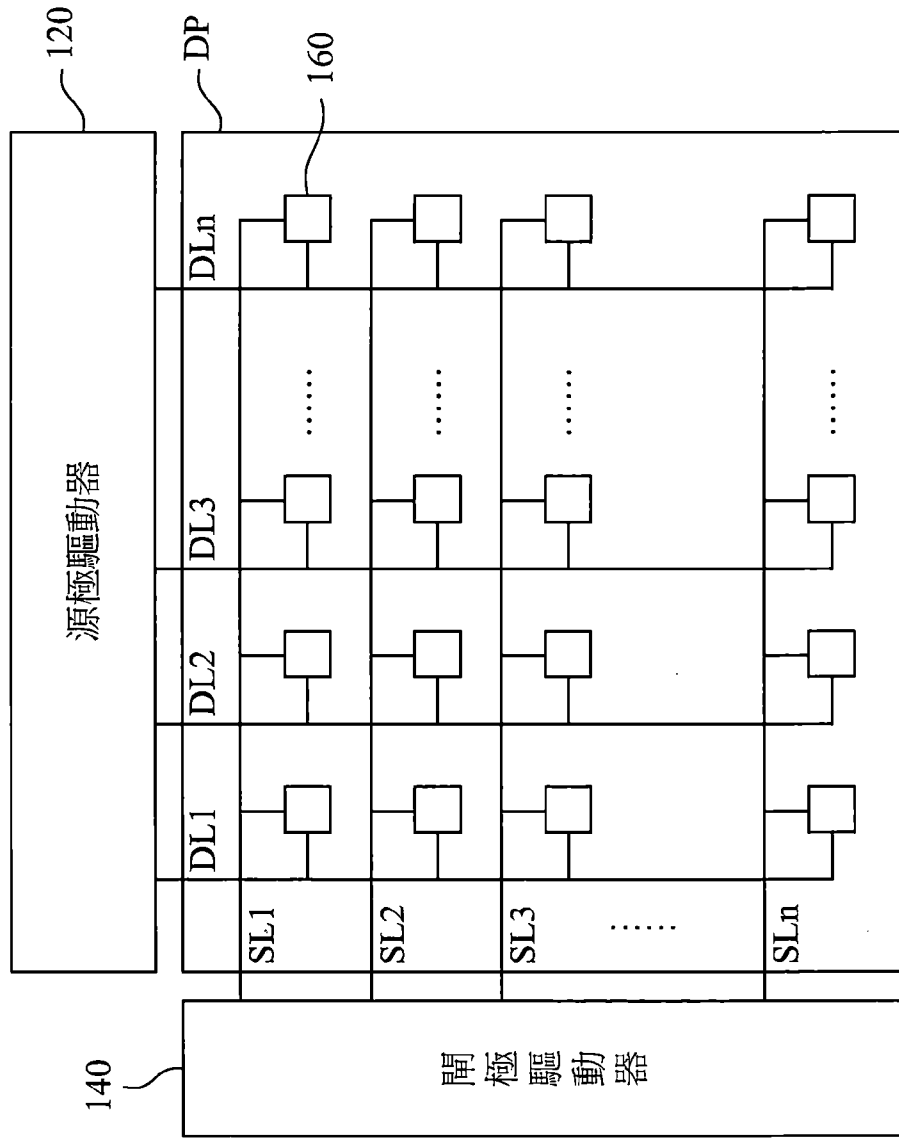 120
源極驅動器
DP
DL1
DL2
DL3
DLn
160
SL1
SL2
SL3
......
SLn
......
......
......
......
140
閘極驅動器